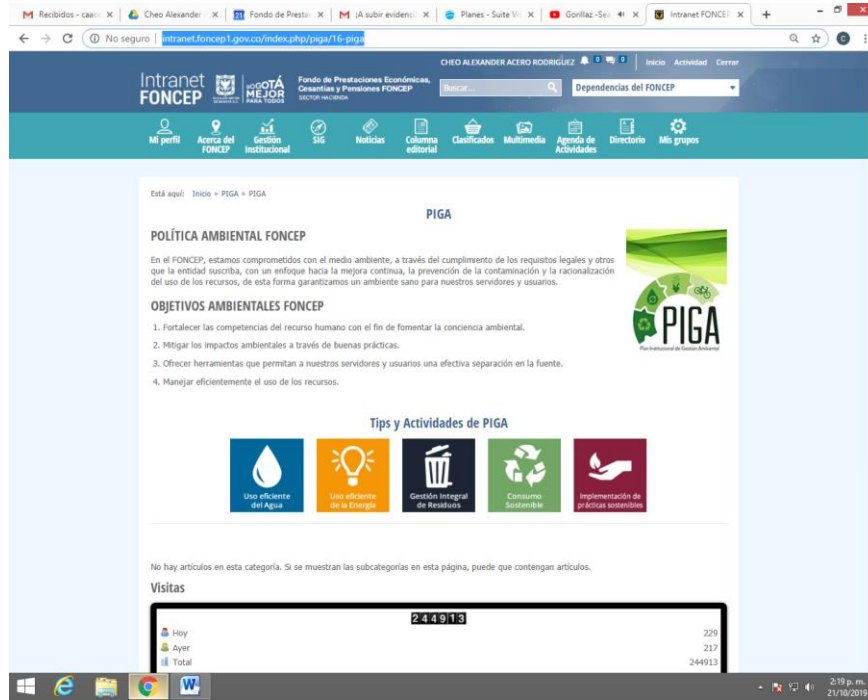 Recibidos - caac
Cheo Alexander
Fondo de Presta
¡A subir evidenc
Planes - Suite Vi
Gorillaz -Sea
Intranet FONCEP
No seguro
intranet.foncep1.gov.co/index.php/piga/16-piga
CHEO ALEXANDER ACERO RODRIGUEZ
Inicio Actividad Cerrar
Intranet
FONCEP
BOGOTÁ
MEJOR
PARA TODOS
Fondo de Prestaciones Económicas,
Cesantías y Pensiones FONCEP
SECTOR HACIENDA
Buscar...
Dependencias del FONCEP
Mi perfil
Acerca del
FONCEP
Gestión
Institucional
SIG
Noticias
Columna
editorial
Clasificados
Multimedia
Agenda de
Actividades
Directorio
Mis grupos
Está aquí: Inicio » PIGA » PIGA
PIGA
POLÍTICA AMBIENTAL FONCEP
En el FONCEP, estamos comprometidos con el medio ambiente, a través del cumplimiento de los requisitos legales y otros
que la entidad suscriba, con un enfoque hacia la mejora continua, la prevención de la contaminación y la racionalización
del uso de los recursos, de esta forma garantizamos un ambiente sano para nuestros servidores y usuarios.
OBJETIVOS AMBIENTALES FONCEP
1. Fortalecer las competencias del recurso humano con el fin de fomentar la conciencia ambiental.
2. Mitigar los impactos ambientales a través de buenas prácticas.
3. Ofrecer herramientas que permitan a nuestros servidores y usuarios una efectiva separación en la fuente.
4. Manejar eficientemente el uso de los recursos.
PIGA
Plan Institucional de Gestión Ambiental
Tips y Actividades de PIGA
Uso eficiente
del Agua
Uso eficiente
de la Energía
Gestión Integral
de Residuos
Consumo
Sostenible
Implementación de
prácticas sostenibles
No hay artículos en esta categoría. Si se muestran las subcategorías en esta página, puede que contengan artículos.
Visitas
244913
Hoy 229
Ayer 217
Total 244913
2:19 p. m.
21/10/2019